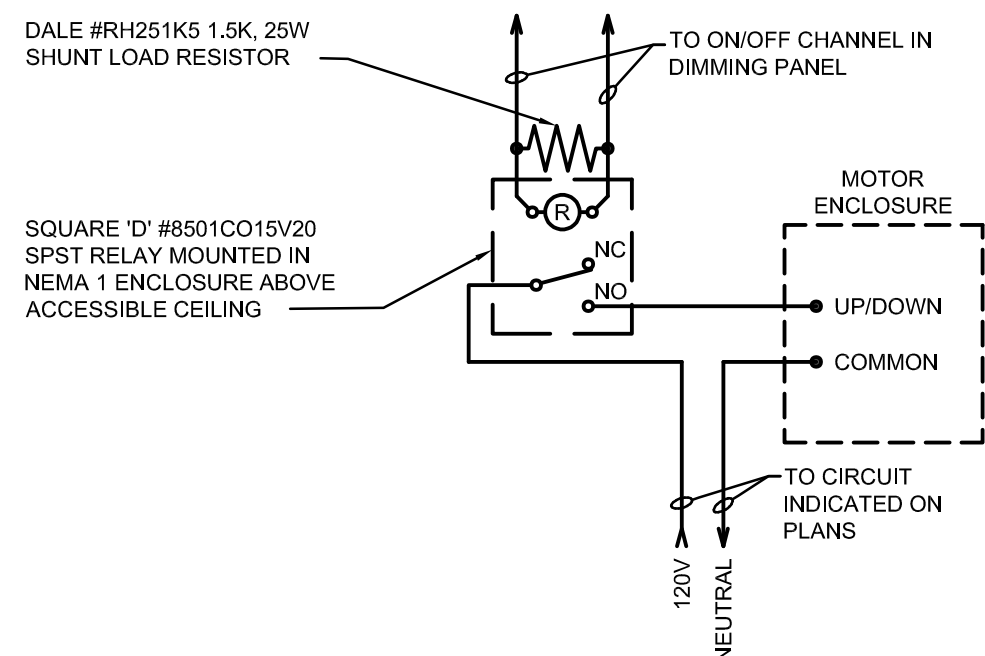 DALE #RH251K5 1.5K, 25W
SHUNT LOAD RESISTOR
TO ON/OFF CHANNEL IN
DIMMING PANEL
MOTOR
ENCLOSURE
R
SQUARE 'D' #8501CO15V20
SPST RELAY MOUNTED IN
NEMA 1 ENCLOSURE ABOVE
ACCESSIBLE CEILING
NC
NO
UP/DOWN
COMMON
TO CIRCUIT
INDICATED ON
PLANS
120V
NEUTRAL